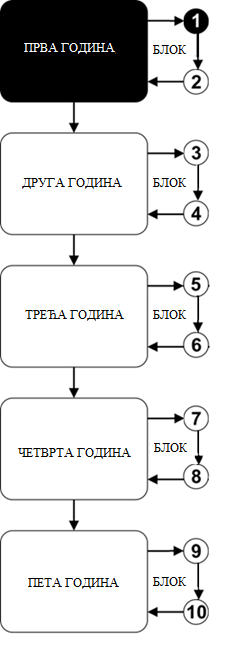 1
ПРВА ГОДИНА
БЛОК
2
3
ДРУГА ГОДИНА
БЛОК
4
5
ТРЕЋА ГОДИНА
БЛОК
6
7
ЧЕТВРТА ГОДИНА
БЛОК
8
9
ПЕТА ГОДИНА
БЛОК
10